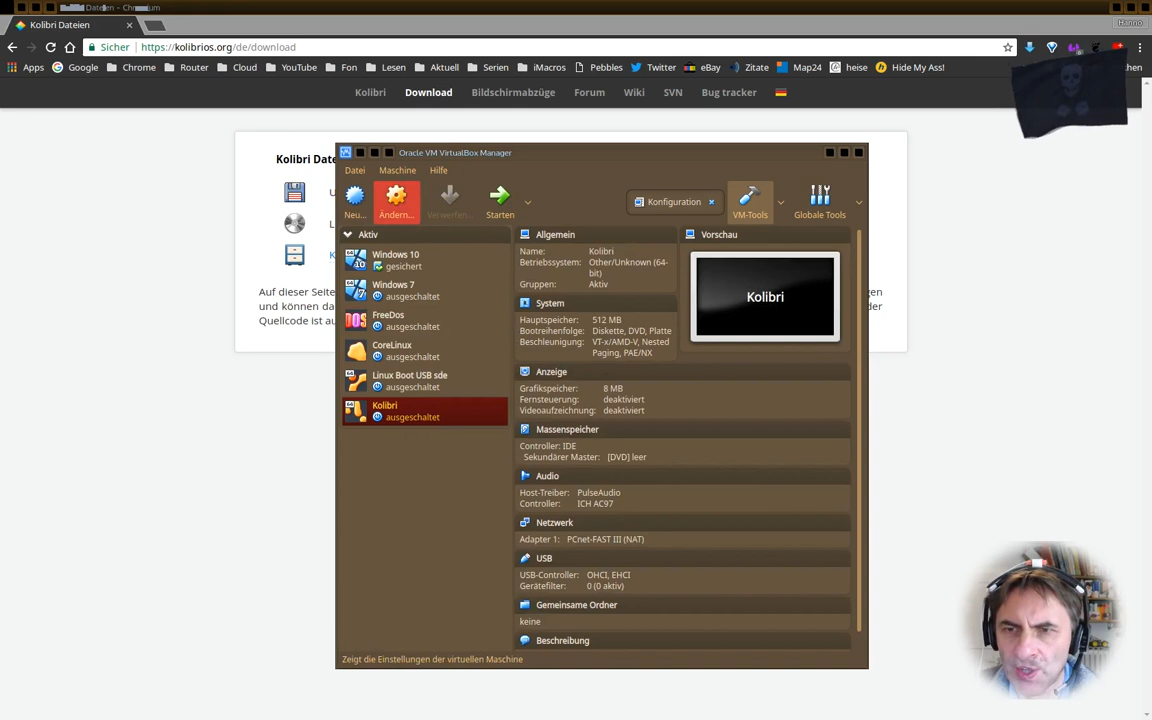 Dateien – Chromium
Kolibri Dateien
Hanno
Sicher https://kolibrios.org/de/download
Apps Google Chrome Router Cloud YouTube Fon Lesen Aktuell Serien iMacros Pebbles Twitter eBay Zitate Map24 heise Hide My Ass!
Kolibri Download Bildschirmabzüge Forum Wiki SVN Bug tracker
Kolibri Date
Oracle VM VirtualBox Manager
Datei Maschine Hilfe
Neu... Ändern... Verwerfen... Starten
Konfiguration
VM-Tools Globale Tools
Aktiv
Windows 10
gesichert
Windows 7
ausgeschaltet
FreeDos
ausgeschaltet
CoreLinux
ausgeschaltet
Linux Boot USB sde
ausgeschaltet
Kolibri
ausgeschaltet
Allgemein
Name: Kolibri
Betriebssystem: Other/Unknown (64-
bit)
Gruppen: Aktiv
System
Hauptspeicher: 512 MB
Bootreihenfolge: Diskette, DVD, Platte
Beschleunigung: VT-x/AMD-V, Nested
Paging, PAE/NX
Vorschau
Kolibri
Anzeige
Grafikspeicher: 8 MB
Fernsteuerung: deaktiviert
Videoaufzeichnung: deaktiviert
Massenspeicher
Controller: IDE
Sekundärer Master: [DVD] leer
Audio
Host-Treiber: PulseAudio
Controller: ICH AC97
Netzwerk
Adapter 1: PCnet-FAST III (NAT)
USB
USB-Controller: OHCI, EHCI
Gerätefilter: 0 (0 aktiv)
Gemeinsame Ordner
keine
Beschreibung
Zeigt die Einstellungen der virtuellen Maschine
Auf dieser Seite
und können da
Quellcode ist au
gen
der